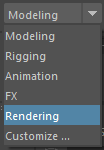 Modeling
Modeling
Rigging
Animation
FX
Rendering
Customize ...